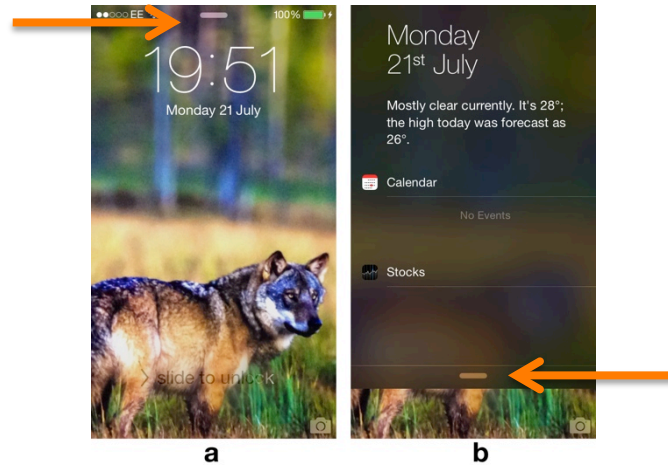 EE 100%
19:51
Monday 21 July
> slide to unlock
a
Monday
21st July
Mostly clear currently. It's 28°;
the high today was forecast as
26°.
Calendar
No Events
Stocks
b